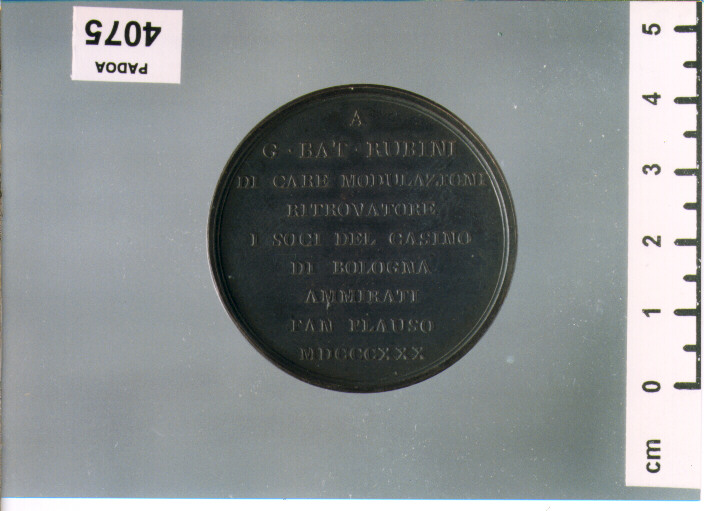 PADOA
4075
A
G · BAT · RUBINI
DI CARE MODULAZIONI
RITROVATORE
I SOCI DEL CASINO
DI BOLOGNA
AMMIRATI
FAN PLAUSO
MDCCCXXX
5
4
3
2
1
0
cm